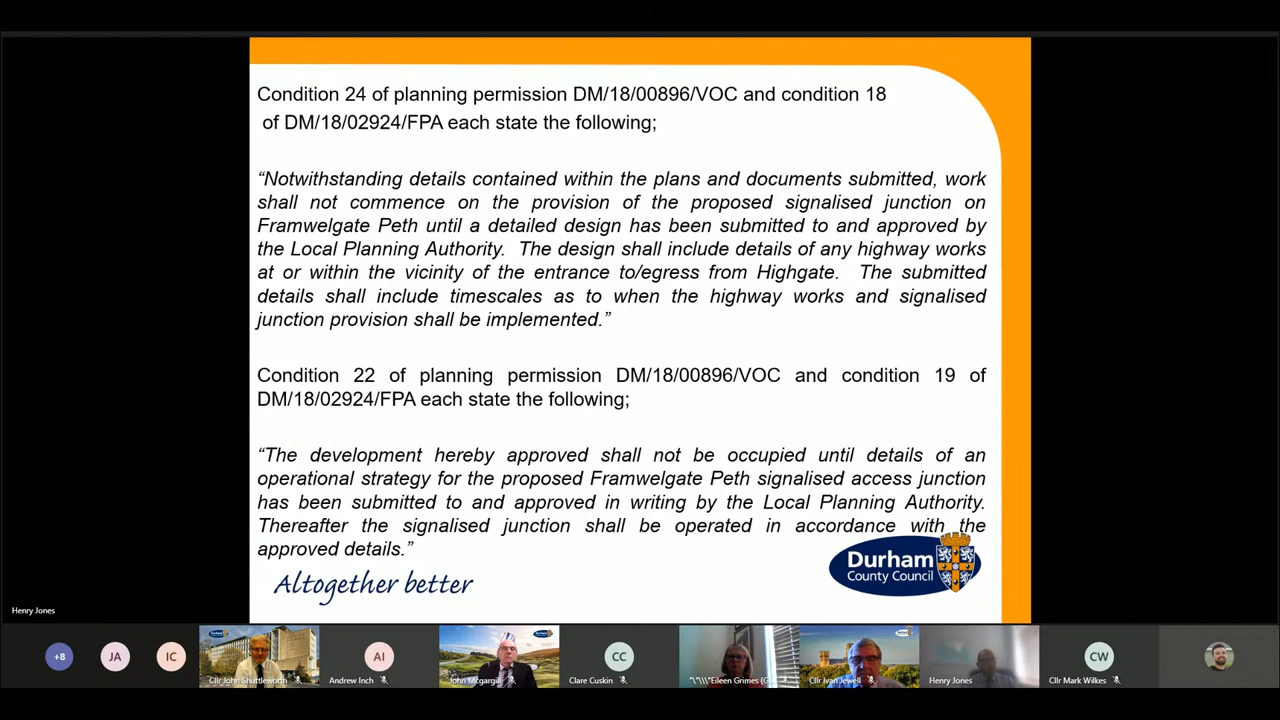 Condition 24 of planning permission DM/18/00896/VOC and condition 18
of DM/18/02924/FPA each state the following;
“Notwithstanding details contained within the plans and documents submitted, work
shall not commence on the provision of the proposed signalised junction on
Framwelgate Peth until a detailed design has been submitted to and approved by
the Local Planning Authority. The design shall include details of any highway works
at or within the vicinity of the entrance to/egress from Highgate. The submitted
details shall include timescales as to when the highway works and signalised
junction provision shall be implemented.”
Condition 22 of planning permission DM/18/00896/VOC and condition 19 of
DM/18/02924/FPA each state the following;
“The development hereby approved shall not be occupied until details of an
operational strategy for the proposed Framwelgate Peth signalised access junction
has been submitted to and approved in writing by the Local Planning Authority.
Thereafter the signalised junction shall be operated in accordance with the
approved details.”
Altogether better
Durham
County Council
Henry Jones
+8
JA
IC
Cllr John Shuttleworth
AI
Andrew Inch
John Mcgargill
CC
Clare Cuskin
"\"\\\"Eileen Grimes (G
Cllr Ivan Jewell
Henry Jones
CW
Cllr Mark Wilkes